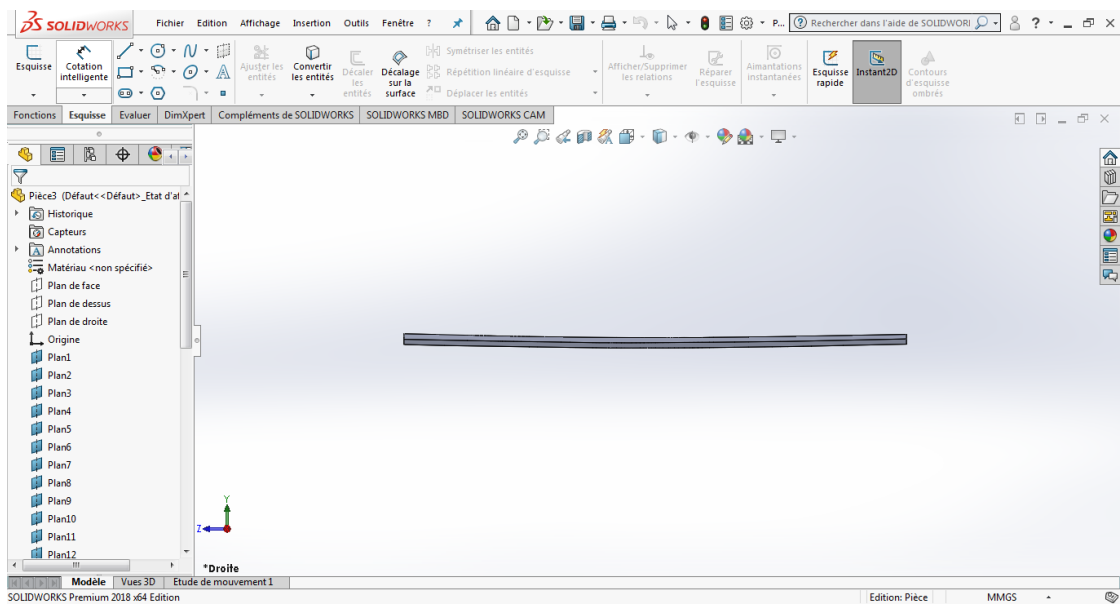 SOLIDWORKS Fichier Edition Affichage Insertion Outils Fenêtre ? P... Rechercher dans l'aide de SOLIDWORI ?
Esquisse Cotation intelligente Ajuster les entités Convertir les entités Décaler les entités Décalage sur la surface Symétriser les entités Répétition linéaire d'esquisse Déplacer les entités Afficher/Supprimer les relations Réparer l'esquisse Aimantations instantanées Esquisse rapide Instant2D Contours d'esquisse ombrés
Fonctions Esquisse Evaluer DimXpert Compléments de SOLIDWORKS SOLIDWORKS MBD SOLIDWORKS CAM
Pièce3 (Défaut<<Défaut>_Etat d'af
Historique
Capteurs
Annotations
Matériau <non spécifié>
Plan de face
Plan de dessus
Plan de droite
Origine
Plan1
Plan2
Plan3
Plan4
Plan5
Plan6
Plan7
Plan8
Plan9
Plan10
Plan11
Plan12
Y
Z
*Droite
Modèle Vues 3D Etude de mouvement 1
SOLIDWORKS Premium 2018 x64 Edition Edition: Pièce MMGS